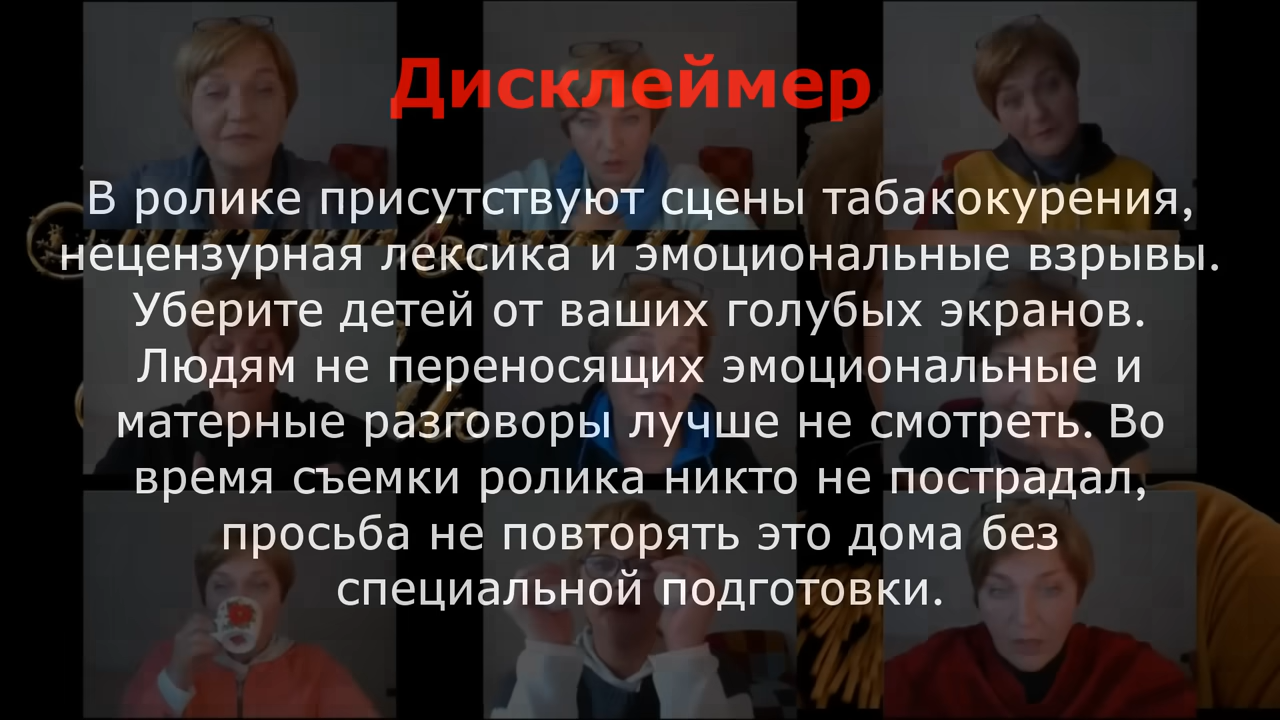 Дисклеймер
В ролике присутствуют сцены табакокурения,
нецензурная лексика и эмоциональные взрывы.
Уберите детей от ваших голубых экранов.
Людям не переносящих эмоциональные и
матерные разговоры лучше не смотреть. Во
время съемки ролика никто не пострадал,
просьба не повторять это дома без
специальной подготовки.